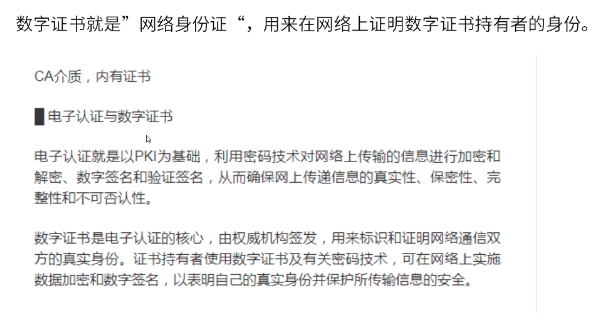 数字证书就是”网络身份证“，用来在网络上证明数字证书持有者的身份。
CA介质，内有证书
电子认证与数字证书
电子认证就是以PKI为基础，利用密码技术对网络上传输的信息进行加密和
解密、数字签名和验证签名，从而确保网上传递信息的真实性、保密性、完
整性和不可否认性。
数字证书是电子认证的核心，由权威机构签发，用来标识和证明网络通信双
方的真实身份。证书持有者使用数字证书及有关密码技术，可在网络上实施
数据加密和数字签名，以表明自己的真实身份并保护所传输信息的安全。